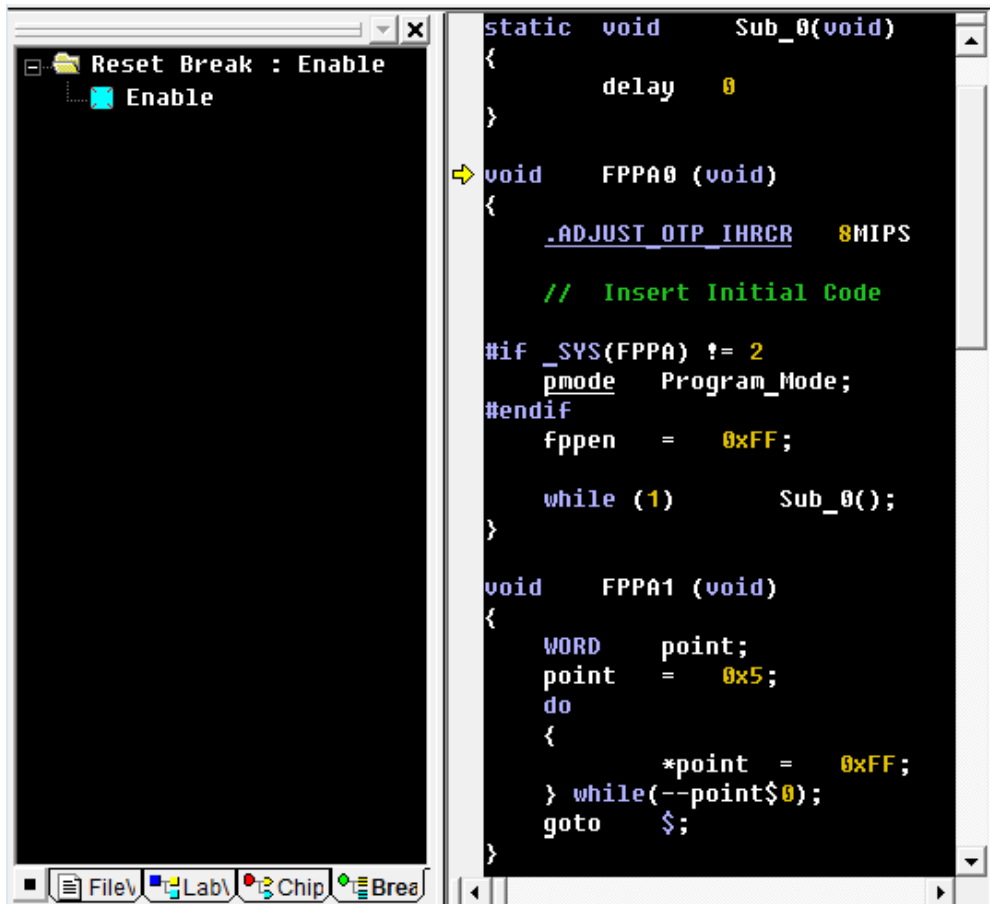 Reset Break : Enable
Enable
FileV
LabV
Chip
Brea
static void Sub_0(void)
{
delay 0
}
void FPPA0 (void)
{
.ADJUST_OTP_IHRCR 8MIPS
// Insert Initial Code
#if _SYS(FPPA) != 2
pmode Program_Mode;
#endif
fppen = 0xFF;
while (1) Sub_0();
}
void FPPA1 (void)
{
WORD point;
point = 0x5;
do
{
*point = 0xFF;
} while(--point$0);
goto $;
}